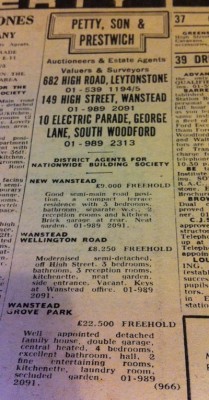 PETTY, SON &
PRESTWICH
Auctioneers & Estate Agents
Valuers & Surveyors
682 HIGH ROAD, LEYTONSTONE
01 - 539 1194/5
149 HIGH STREET, WANSTEAD
01 - 989 2091
10 ELECTRIC PARADE, GEORGE
LANE, SOUTH WOODFORD
01 - 989 2313
DISTRICT AGENTS FOR
NATIONWIDE BUILDING SOCIETY
NEW WANSTEAD
£9,000 FREEHOLD
Good semi-main road posi-
tion, a compact terrace
residence with 3 bedrooms,
bathroom, separate w.c., 2
reception rooms and kitchen.
Brick garage at rear. Neat
garden. 01-989 2091.
WANSTEAD
WELLINGTON ROAD
£8,250 FREEHOLD
Modernised semi-detached,
off High Street, 3 bedrooms,
bathroom, 3 reception rooms,
kitchenette, neat garden,
side entrance. Vacant. Keys
at Wanstead office. 01-989
2091.
WANSTEAD
GROVE PARK
£22,500 FREEHOLD
Well appointed detached
family house, double garage,
central heated, 4 bedrooms,
excellent bathroom, hall, 2
fine entertaining rooms,
kitchenette, laundry room,
secluded garden. 01-989
2091.
(966)
37
39